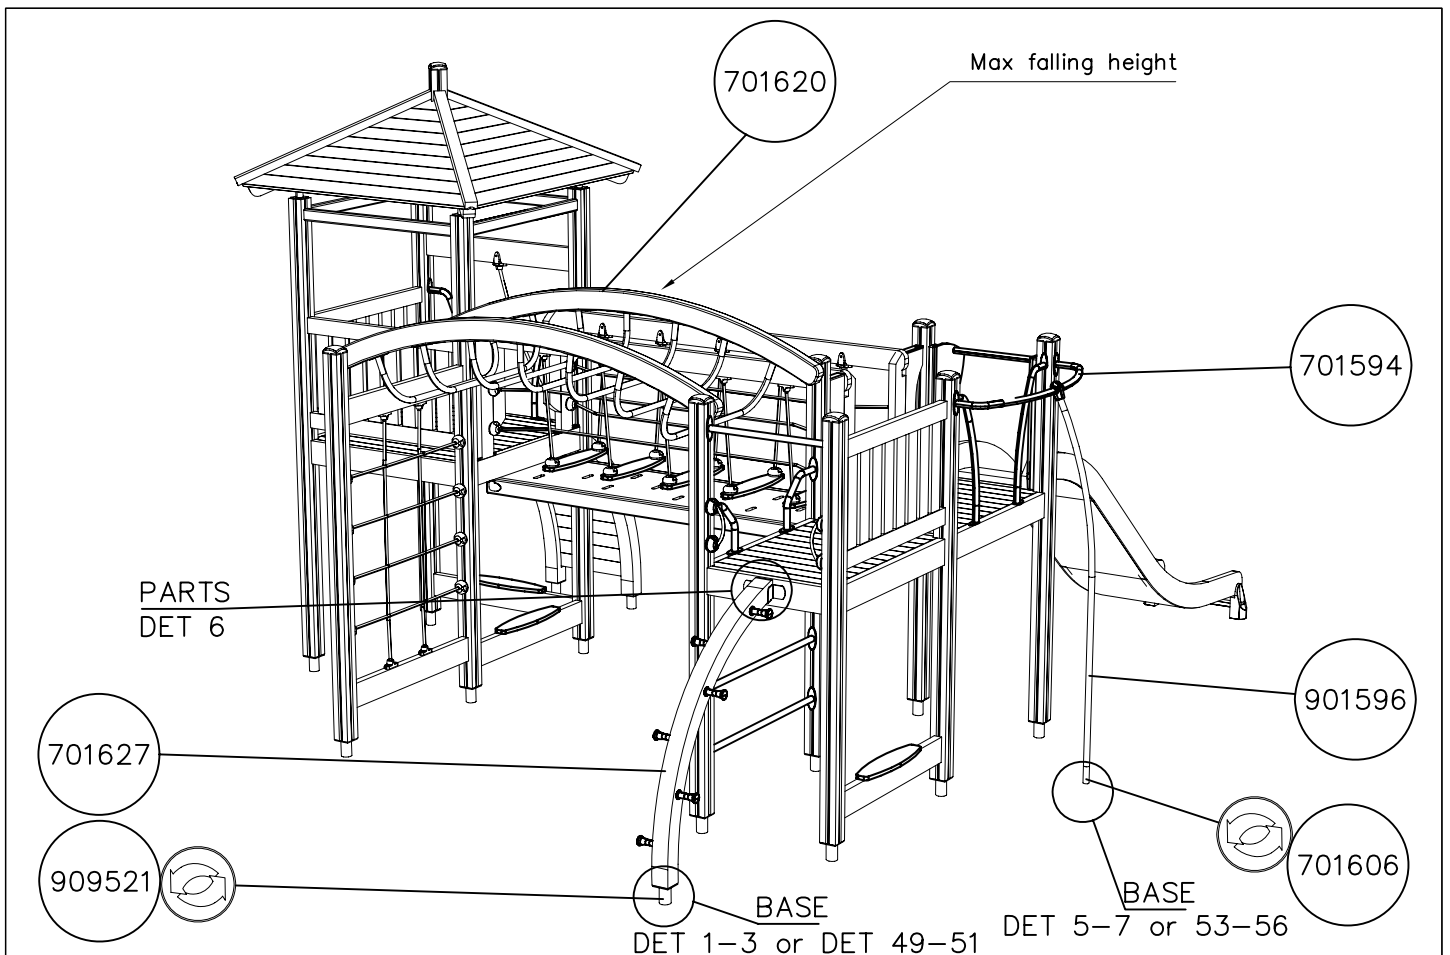 Max falling height
701620
701594
PARTS
DET 6
901596
701627
909521
701606
BASE
DET 1-3 or DET 49-51
BASE
DET 5-7 or 53-56